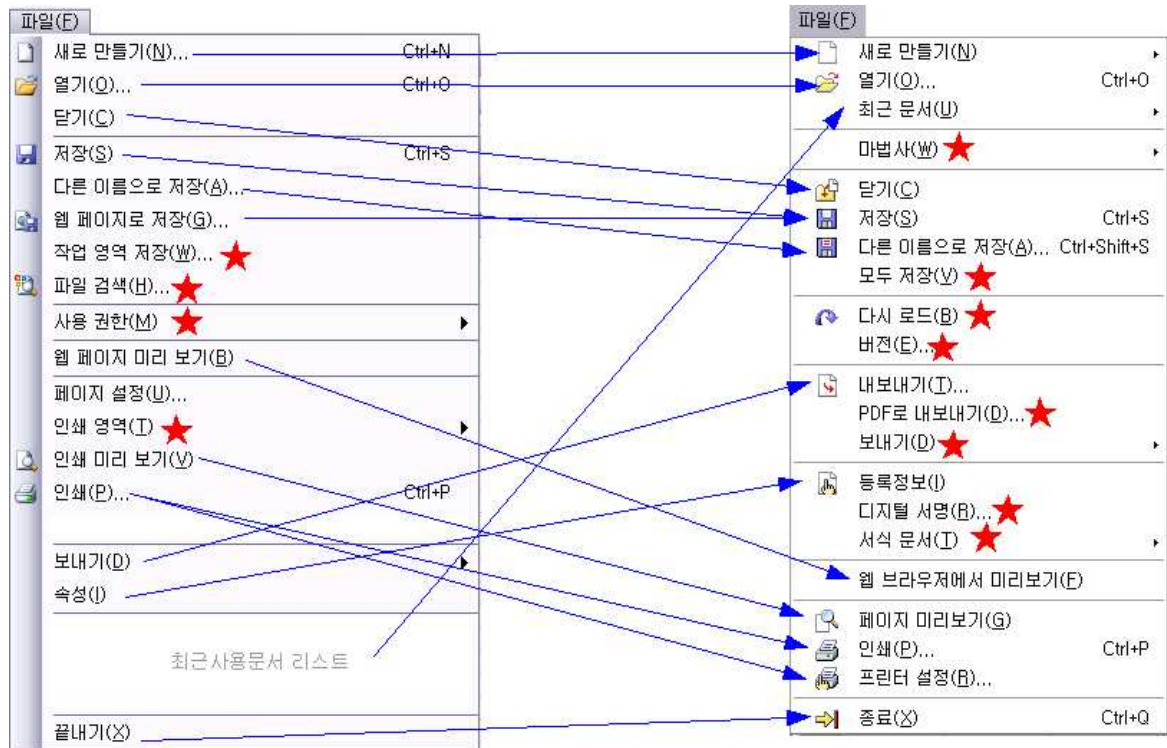 파일(F)
새로 만들기(N)... Ctrl+N
열기(O)... Ctrl+O
닫기(C)
저장(S) Ctrl+S
다른 이름으로 저장(A)...
웹 페이지로 저장(G)...
작업 영역 저장(W)...
파일 검색(H)...
사용 권한(M)
웹 페이지 미리 보기(B)
페이지 설정(U)...
인쇄 영역(T)
인쇄 미리 보기(V)
인쇄(P)... Ctrl+P
보내기(D)
속성(I)
최근사용문서 리스트
끝내기(X)
파일(F)
새로 만들기(N)
열기(O)... Ctrl+O
최근 문서(U)
마법사(W)
닫기(C)
저장(S) Ctrl+S
다른 이름으로 저장(A)... Ctrl+Shift+S
모두 저장(V)
다시 로드(B)
버전(E)...
내보내기(T)...
PDF로 내보내기(D)...
보내기(D)
등록정보(I)
디지털 서명(R)...
서식 문서(T)
웹 브라우저에서 미리보기(F)
페이지 미리보기(G)
인쇄(P)... Ctrl+P
프린터 설정(R)...
종료(X) Ctrl+Q